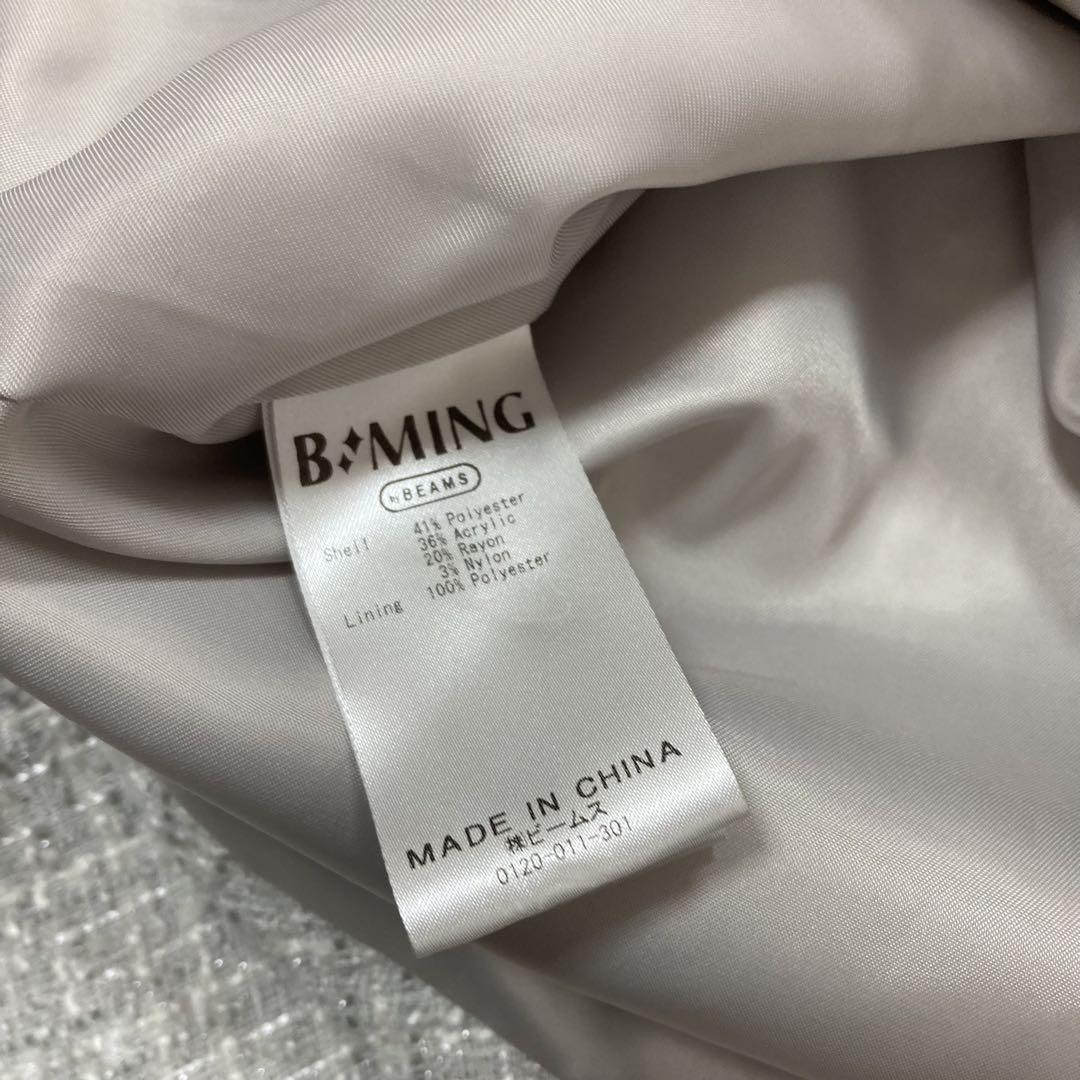 B:MING
by BEAMS
Shell 41% Polyester
36% Acrylic
20% Rayon
3% Nylon
Lining 100% Polyester
MADE IN CHINA
㈱ビームス
0120-011-301